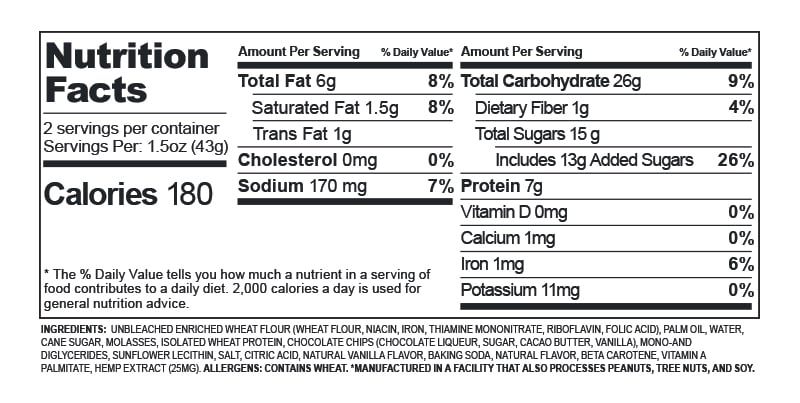 Nutrition
Facts
2 servings per container
Servings Per: 1.5oz (43g)
Calories 180
Amount Per Serving % Daily Value*
Total Fat 6g 8%
Saturated Fat 1.5g 8%
Trans Fat 1g
Cholesterol 0mg 0%
Sodium 170 mg 7%
* The % Daily Value tells you how much a nutrient in a serving of
food contributes to a daily diet. 2,000 calories a day is used for
general nutrition advice.
Amount Per Serving % Daily Value*
Total Carbohydrate 26g 9%
Dietary Fiber 1g 4%
Total Sugars 15 g
Includes 13g Added Sugars 26%
Protein 7g
Vitamin D 0mg 0%
Calcium 1mg 0%
Iron 1mg 6%
Potassium 11mg 0%
INGREDIENTS: UNBLEACHED ENRICHED WHEAT FLOUR (WHEAT FLOUR, NIACIN, IRON, THIAMINE MONONITRATE, RIBOFLAVIN, FOLIC ACID), PALM OIL, WATER,
CANE SUGAR, MOLASSES, ISOLATED WHEAT PROTEIN, CHOCOLATE CHIPS (CHOCOLATE LIQUEUR, SUGAR, CACAO BUTTER, VANILLA), MONO-AND
DIGLYCERIDES, SUNFLOWER LECITHIN, SALT, CITRIC ACID, NATURAL VANILLA FLAVOR, BAKING SODA, NATURAL FLAVOR, BETA CAROTENE, VITAMIN A
PALMITATE, HEMP EXTRACT (25MG). ALLERGENS: CONTAINS WHEAT. *MANUFACTURED IN A FACILITY THAT ALSO PROCESSES PEANUTS, TREE NUTS, AND SOY.